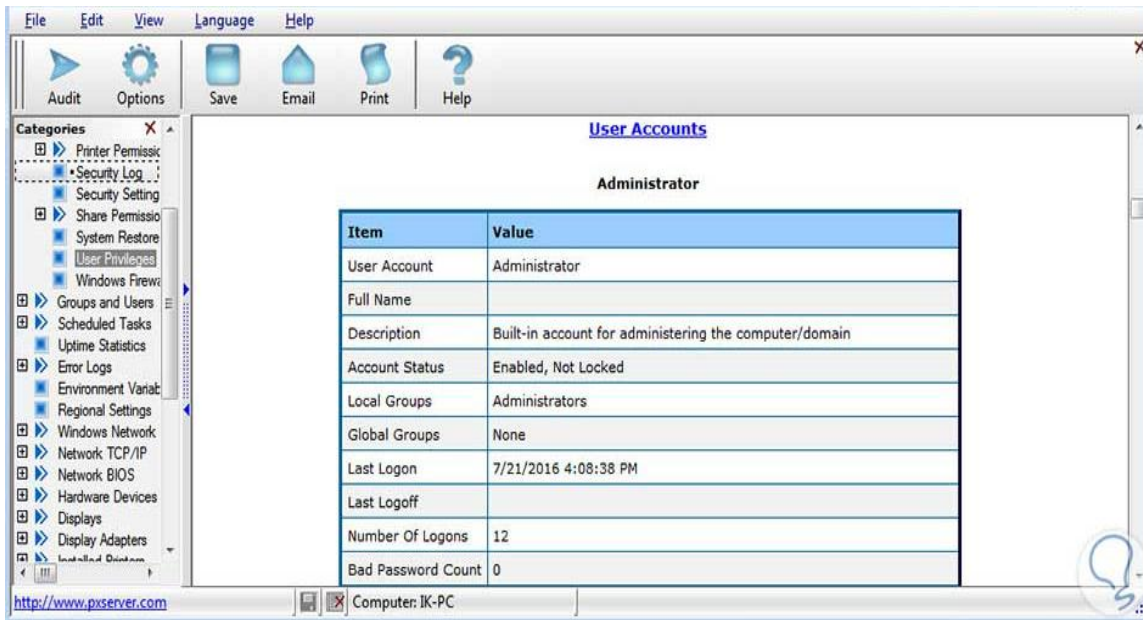 File Edit View Language Help
Audit Options Save Email Print Help
Categories
Printer Permissic
Security Log
Security Setting
Share Permissio
System Restore
User Privileges
Windows Firewa
Groups and Users
Scheduled Tasks
Uptime Statistics
Error Logs
Environment Variab
Regional Settings
Windows Network
Network TCP/IP
Network BIOS
Hardware Devices
Displays
Display Adapters
User Accounts
Administrator
Item Value
User Account Administrator
Full Name
Description Built-in account for administering the computer/domain
Account Status Enabled, Not Locked
Local Groups Administrators
Global Groups None
Last Logon 7/21/2016 4:08:38 PM
Last Logoff
Number Of Logons 12
Bad Password Count 0
http://www.pxserver.com Computer: IK-PC